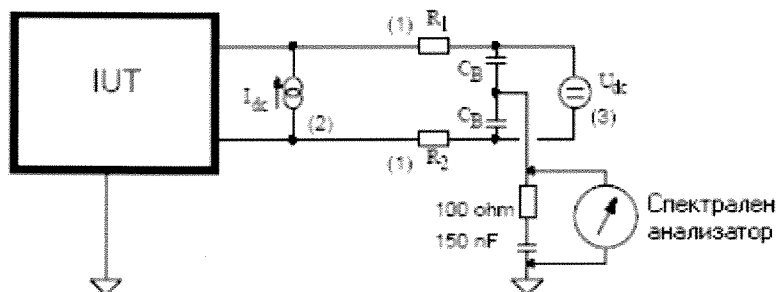 IUT
(1)
R1
CB
Idc
Udc
(2)
(3)
CB
(1)
R2
100 ohm
150 nF
Спектрален
анализатор